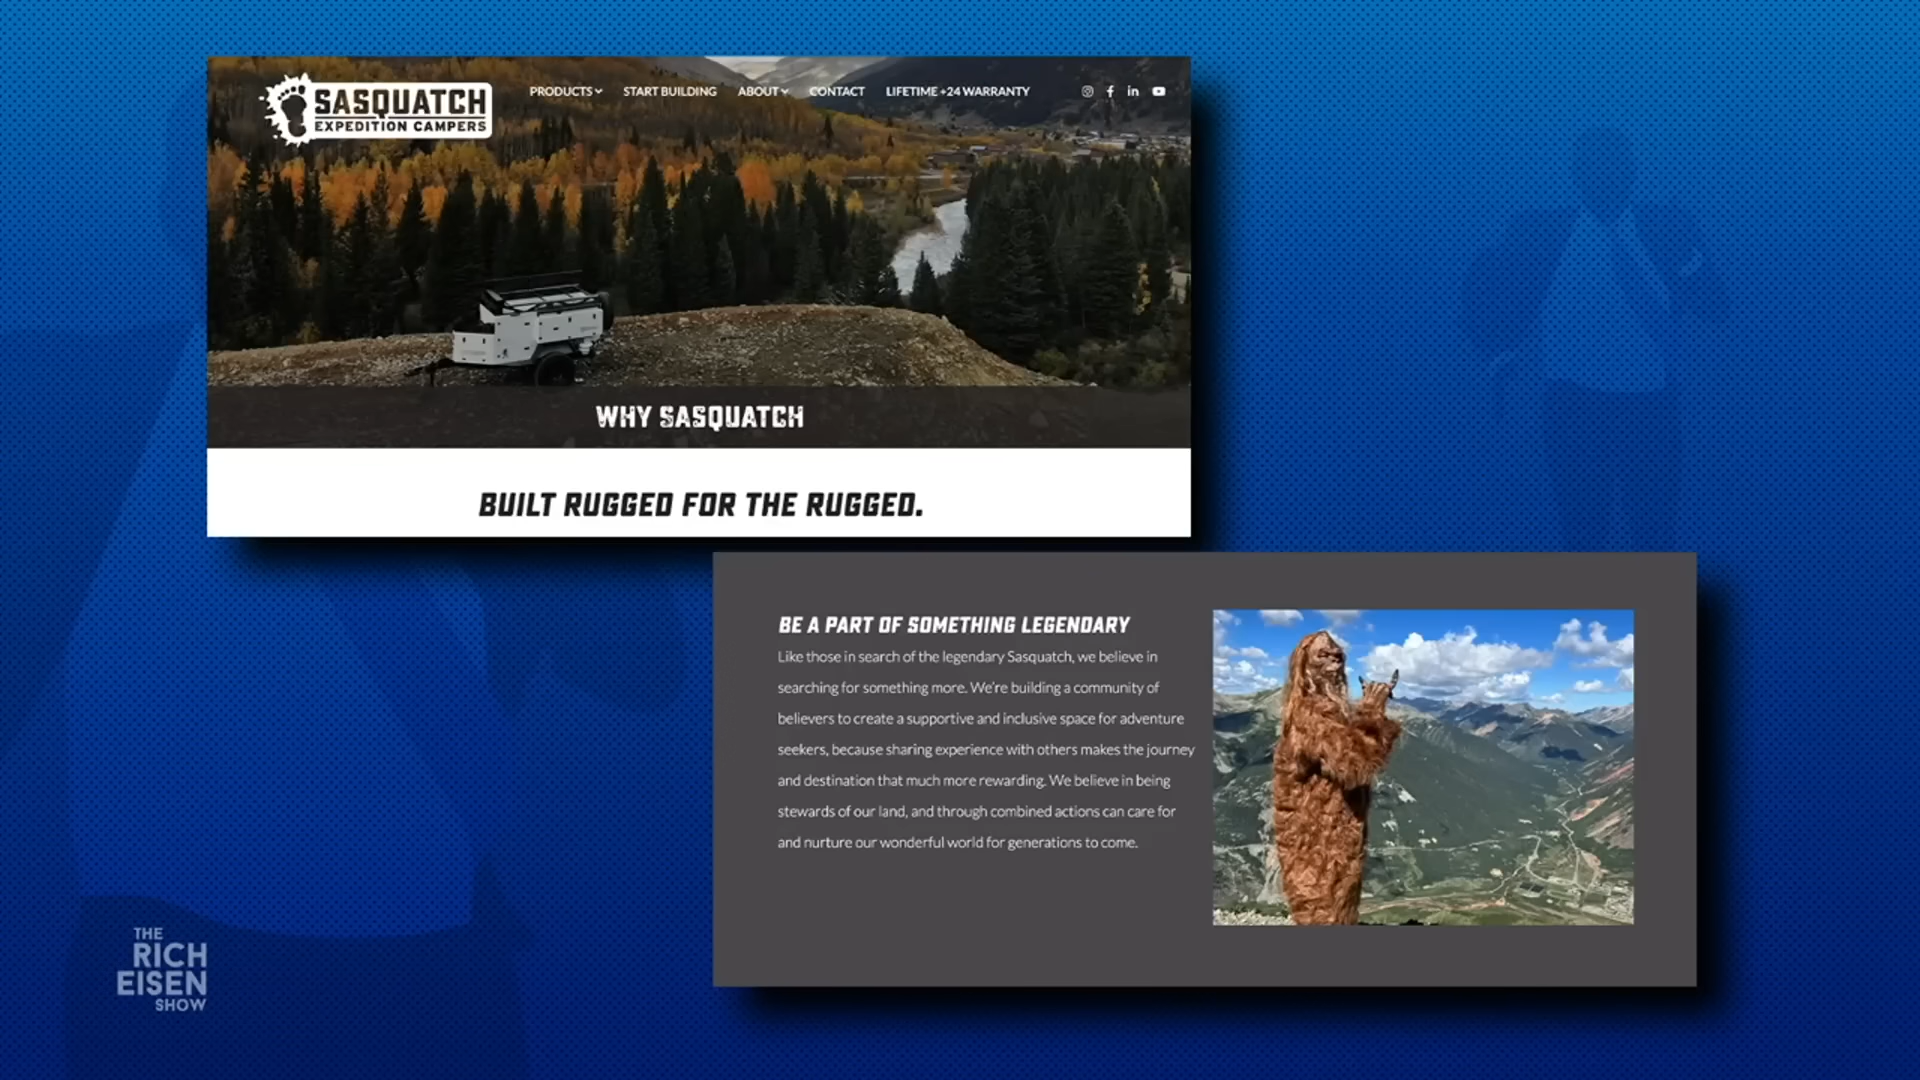 SASQUATCH
EXPEDITION CAMPERS
PRODUCTS START BUILDING ABOUT CONTACT LIFETIME +24 WARRANTY
WHY SASQUATCH
BUILT RUGGED FOR THE RUGGED.
BE A PART OF SOMETHING LEGENDARY
Like those in search of the legendary Sasquatch, we believe in
searching for something more. We're building a community of
believers to create a supportive and inclusive space for adventure
seekers, because sharing experience with others makes the journey
and destination that much more rewarding. We believe in being
stewards of our land, and through combined actions can care for
and nurture our wonderful world for generations to come.
THE
RICH
EISEN
SHOW